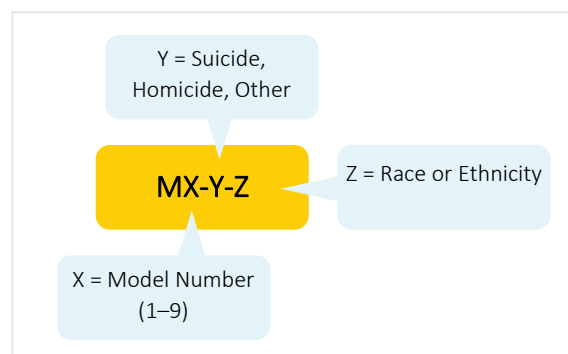 Y = Suicide,
Homicide, Other
MX-Y-Z
Z = Race or Ethnicity
X = Model Number
(1–9)